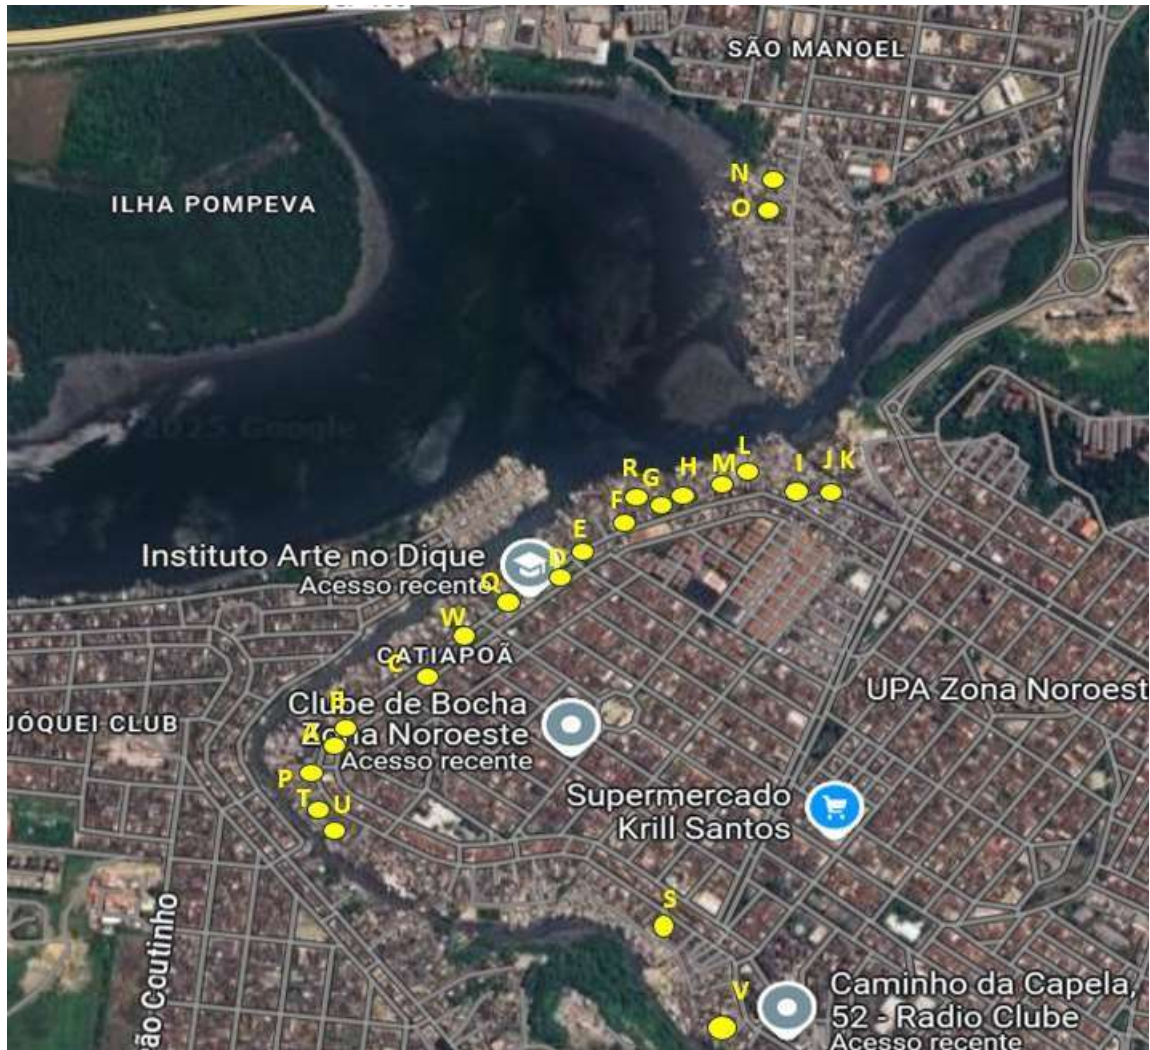 SÃO MANOEL
N
ILHA POMPEVA
O
2025 Google
L
R G H M I J K
F
E
Instituto Arte no Dique
Acesso recente
D
Q
W
CATIAPOÃ
C
B
Clube de Bocha
Zona Noroeste
Acesso recente
UPA Zona Noroest
JÓQUEI CLUB
A
P
T U
Supermercado
Krill Santos
S
ão Coutinho
V
Caminho da Capela,
52 - Radio Clube
Acesso recente